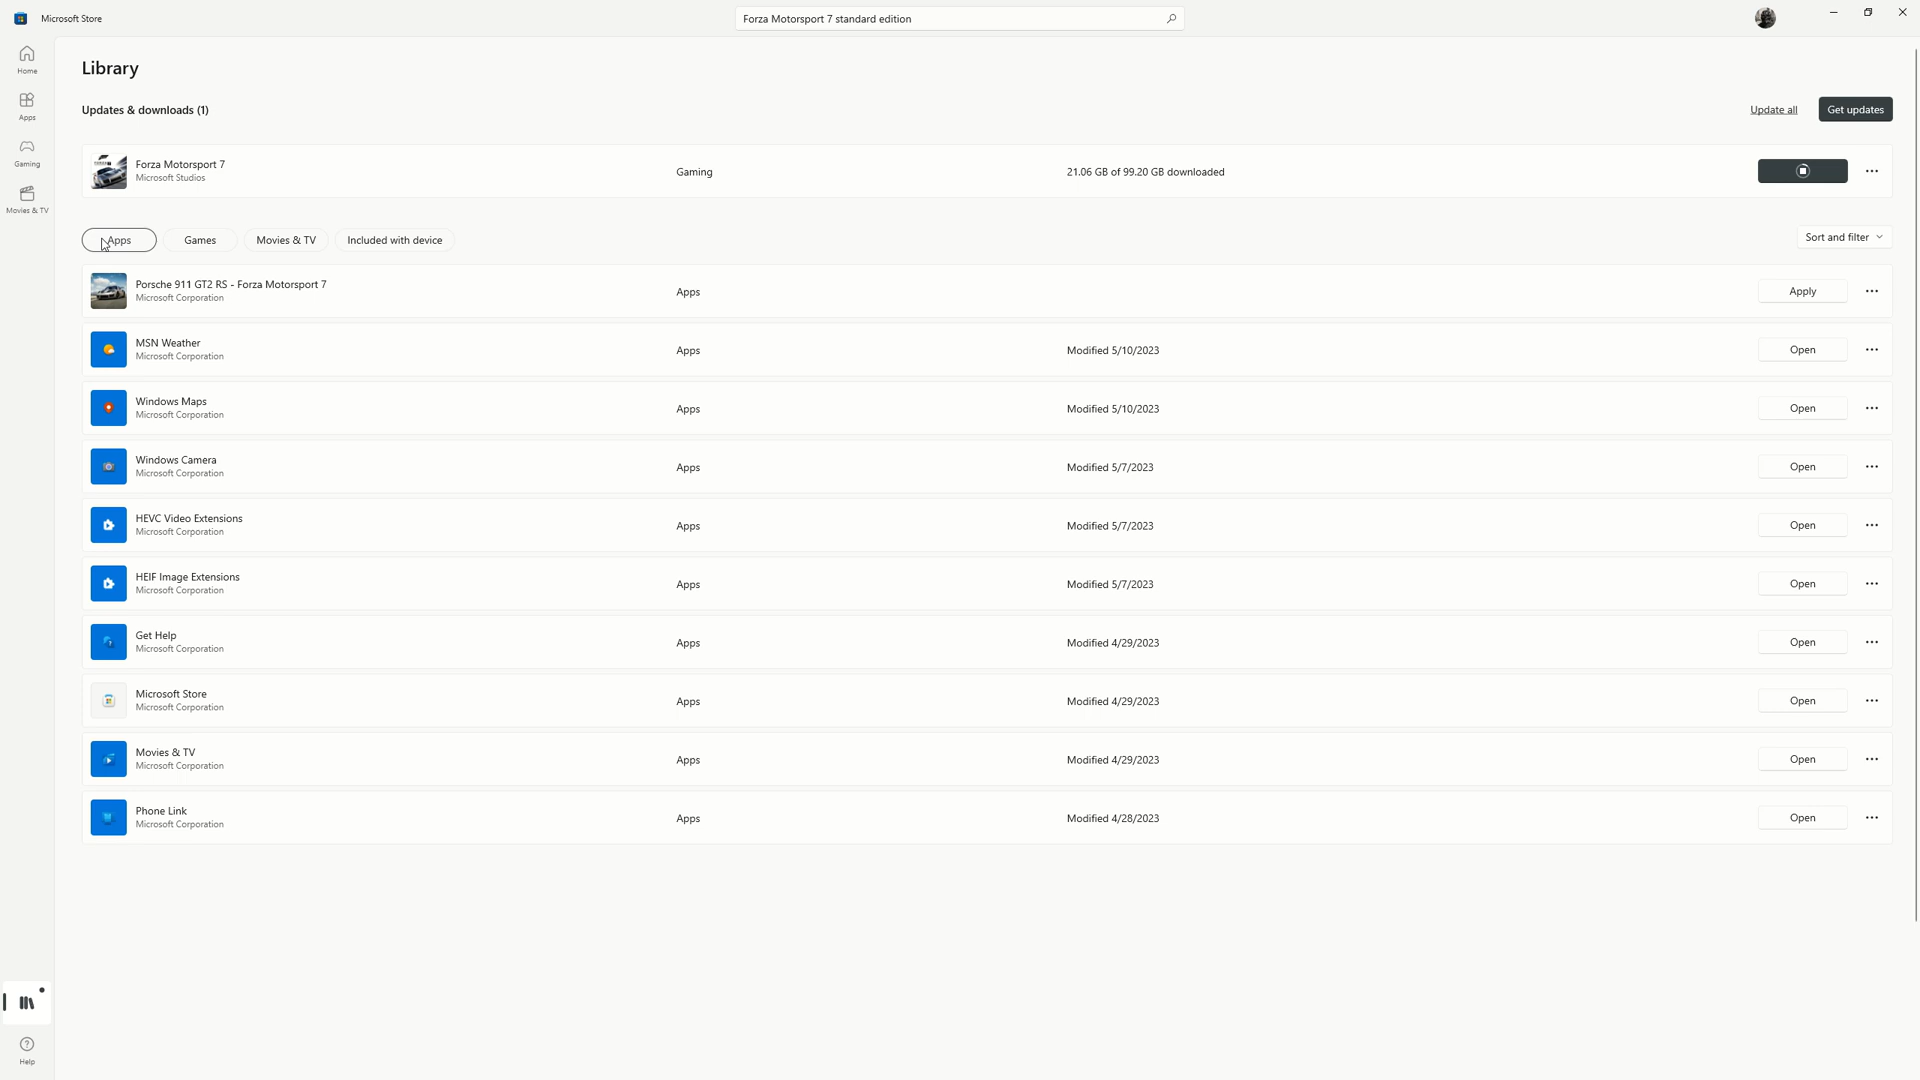 Microsoft Store
Forza Motorsport 7 standard edition
Home
Apps
Gaming
Movies & TV
Library
Updates & downloads (1)
Update all
Get updates
Forza Motorsport 7
Microsoft Studios
Gaming
21.06 GB of 99.20 GB downloaded
Apps
Games
Movies & TV
Included with device
Sort and filter
Porsche 911 GT2 RS - Forza Motorsport 7
Microsoft Corporation
Apps
Apply
MSN Weather
Microsoft Corporation
Apps
Modified 5/10/2023
Open
Windows Maps
Microsoft Corporation
Apps
Modified 5/10/2023
Open
Windows Camera
Microsoft Corporation
Apps
Modified 5/7/2023
Open
HEVC Video Extensions
Microsoft Corporation
Apps
Modified 5/7/2023
Open
HEIF Image Extensions
Microsoft Corporation
Apps
Modified 5/7/2023
Open
Get Help
Microsoft Corporation
Apps
Modified 4/29/2023
Open
Microsoft Store
Microsoft Corporation
Apps
Modified 4/29/2023
Open
Movies & TV
Microsoft Corporation
Apps
Modified 4/29/2023
Open
Phone Link
Microsoft Corporation
Apps
Modified 4/28/2023
Open
Help